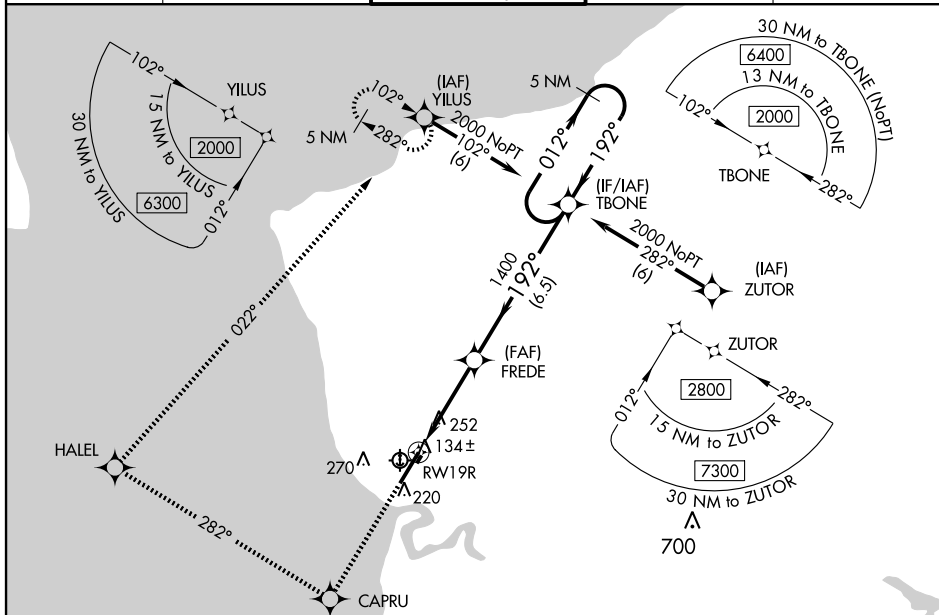 102°
YILUS
15 NM to YILUS
2000
30 NM to YILUS
6300
012°
(IAF)
YILUS
102°
282°
5 NM
2000 NoPT
102°
(6)
5 NM
012°
192°
(IF/IAF)
TBONE
30 NM to TBONE (NoPT)
6400
13 NM to TBONE
2000
102°
TBONE
282°
2000 NoPT
282°
(6)
(IAF)
ZUTOR
1400
192°
(6.5)
022°
(FAF)
FREDE
ZUTOR
2800
012°
282°
15 NM to ZUTOR
7300
30 NM to ZUTOR
700
HALEL
252
134±
270
RW19R
220
282°
CAPRU